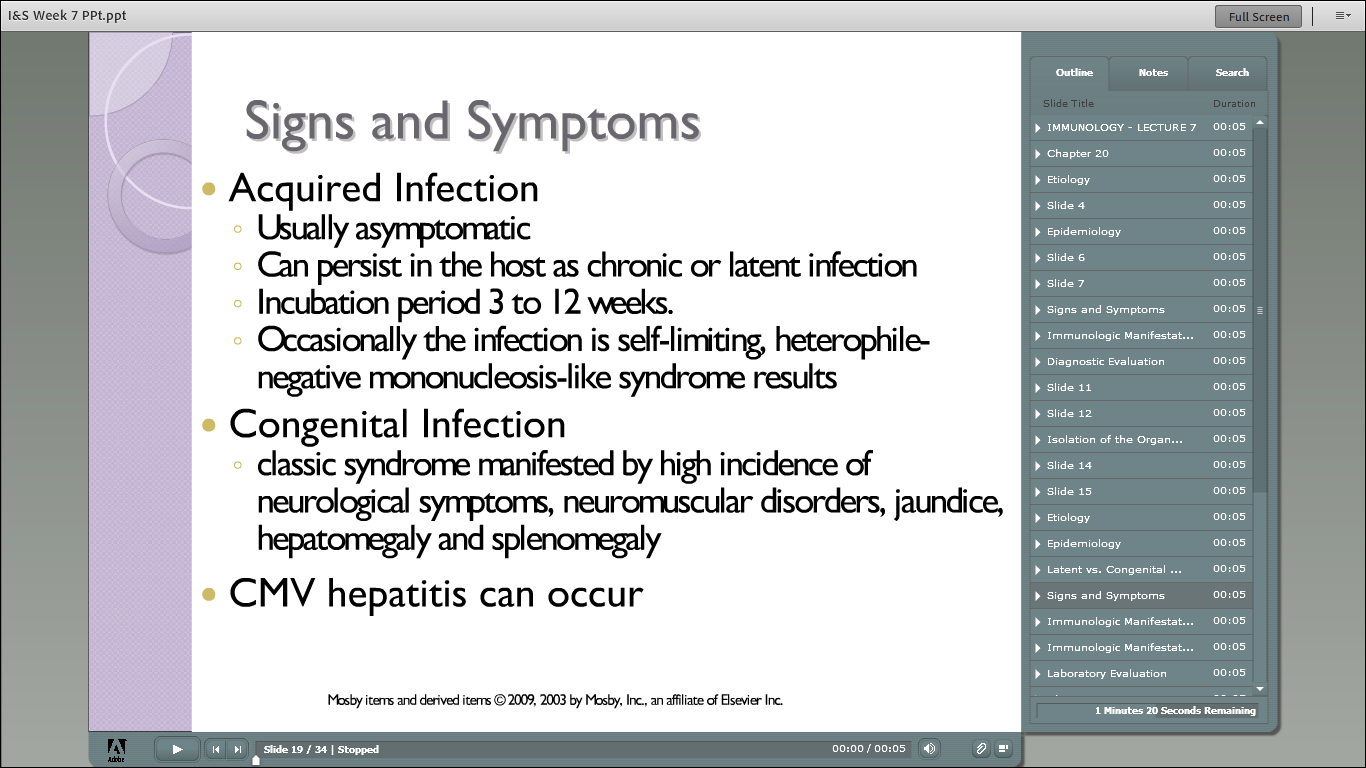 I&S Week 7 PPt.ppt
Full Screen
Signs and Symptoms
Acquired Infection
Usually asymptomatic
Can persist in the host as chronic or latent infection
Incubation period 3 to 12 weeks.
Occasionally the infection is self-limiting, heterophile-
negative mononucleosis-like syndrome results
Congenital Infection
classic syndrome manifested by high incidence of
neurological symptoms, neuromuscular disorders, jaundice,
hepatomegaly and splenomegaly
CMV hepatitis can occur
Mosby items and derived items © 2009, 2003 by Mosby, Inc., an affiliate of Elsevier Inc.
Outline Notes Search
Slide Title Duration
IMMUNOLOGY - LECTURE 7 00:05
Chapter 20 00:05
Etiology 00:05
Slide 4 00:05
Epidemiology 00:05
Slide 6 00:05
Slide 7 00:05
Signs and Symptoms 00:05
Immunologic Manifestat... 00:05
Diagnostic Evaluation 00:05
Slide 11 00:05
Slide 12 00:05
Isolation of the Organ... 00:05
Slide 14 00:05
Slide 15 00:05
Etiology 00:05
Epidemiology 00:05
Latent vs. Congenital ... 00:05
Signs and Symptoms 00:05
Immunologic Manifestat... 00:05
Immunologic Manifestat... 00:05
Laboratory Evaluation 00:05
1 Minutes 20 Seconds Remaining
Adobe
Slide 19 / 34 | Stopped
00:00 / 00:05